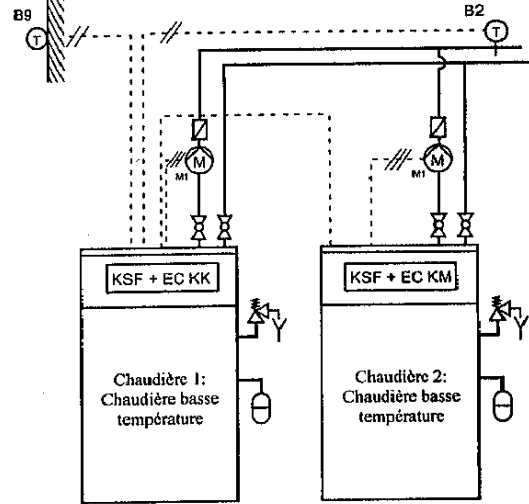 B9
B2
T
T
M
M1
M
M1
KSF + EC KK
KSF + EC KM
Chaudière 1:
Chaudière basse
température
Chaudière 2:
Chaudière basse
température